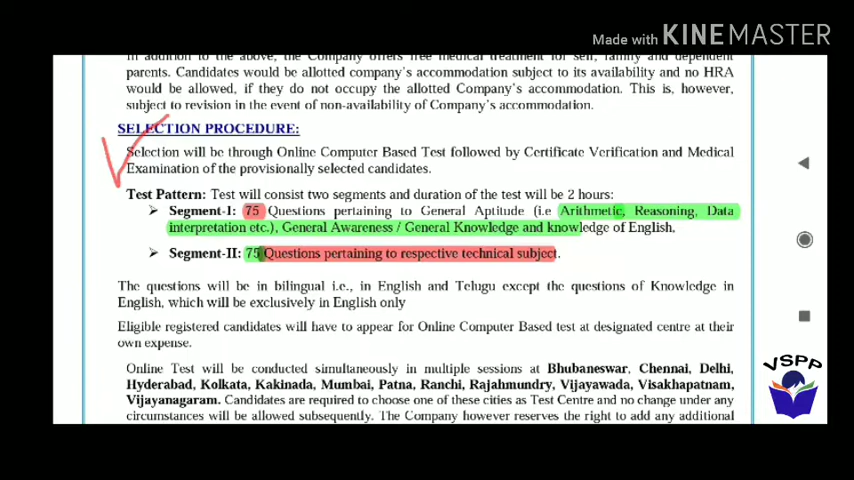 Made with KINEMASTER
In addition to the above, the Company offers free medical treatment for self, family and dependent
parents. Candidates would be allotted company's accommodation subject to its availability and no HRA
would be allowed, if they do not occupy the allotted Company's accommodation. This is, however,
subject to revision in the event of non-availability of Company's accommodation.
SELECTION PROCEDURE:
Selection will be through Online Computer Based Test followed by Certificate Verification and Medical
Examination of the provisionally selected candidates.
Test Pattern: Test will consist two segments and duration of the test will be 2 hours:
➢ Segment-I: 75 Questions pertaining to General Aptitude (i.e Arithmetic, Reasoning, Data
interpretation etc.), General Awareness / General Knowledge and knowledge of English,
➢ Segment-II: 75 Questions pertaining to respective technical subject.
The questions will be in bilingual i.e., in English and Telugu except the questions of Knowledge in
English, which will be exclusively in English only
Eligible registered candidates will have to appear for Online Computer Based test at designated centre at their
own expense.
Online Test will be conducted simultaneously in multiple sessions at Bhubaneswar, Chennai, Delhi,
Hyderabad, Kolkata, Kakinada, Mumbai, Patna, Ranchi, Rajahmundry, Vijayawada, Visakhapatnam,
Vijayanagaram. Candidates are required to choose one of these cities as Test Centre and no change under any
circumstances will be allowed subsequently. The Company however reserves the right to add any additional
VSPP